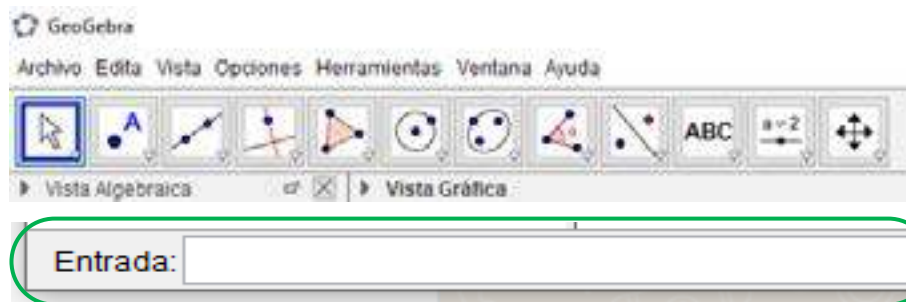 GeoGebra
Archivo Edita Vista Opciones Herramientas Ventana Ayuda
A ABC a=2
Vista Algebraica Vista Gráfica
Entrada: